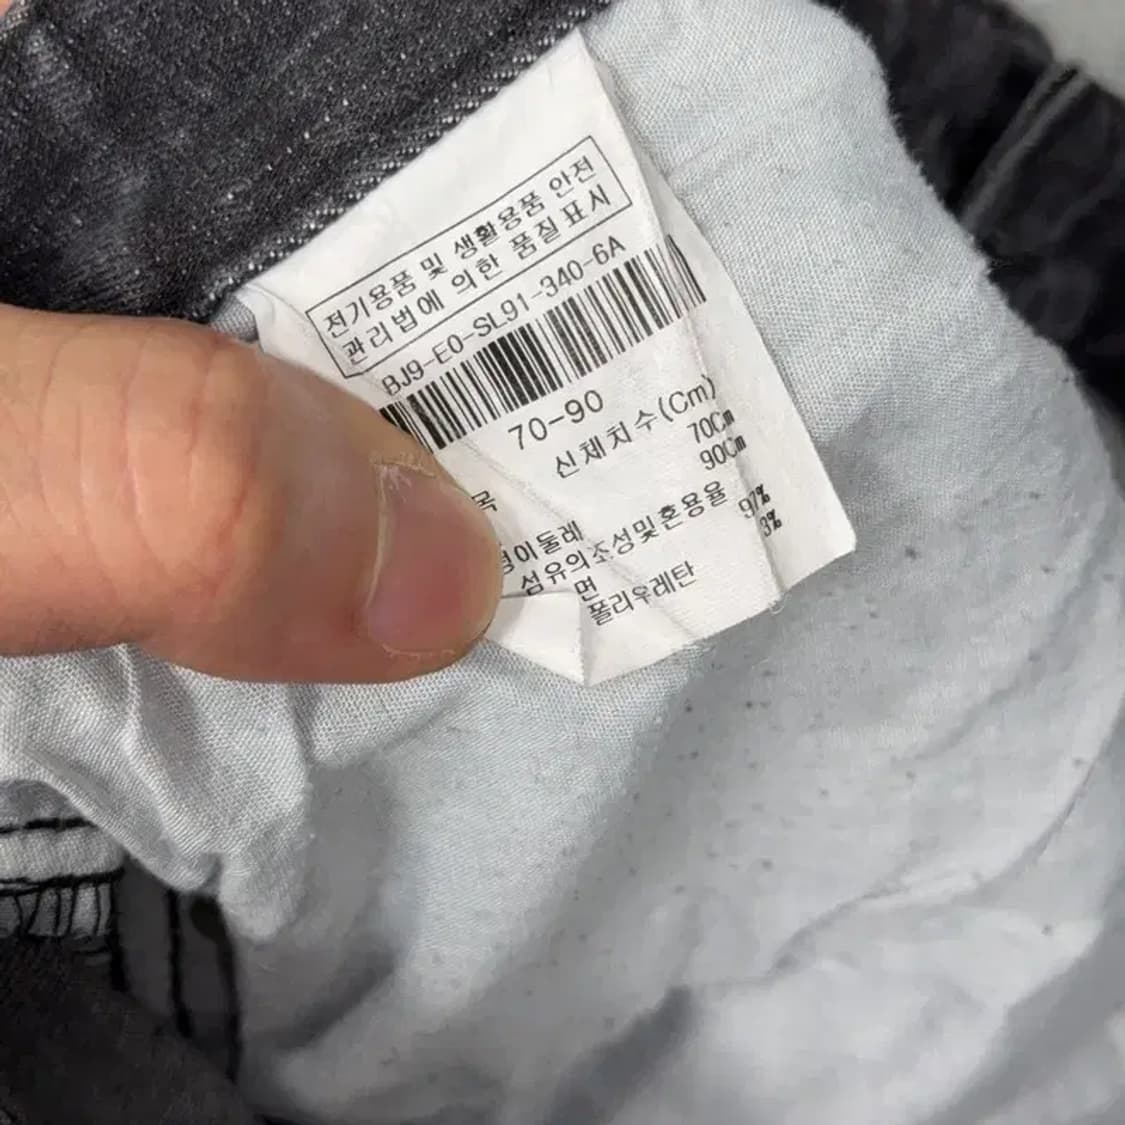 전기용품 및 생활용품 안전
관리법에 의한 품질표시
BJ9-E0-SL91-340-6A
70-90
신체치수(Cm)
70Cm
90Cm
섬유의조성및혼용율
면 97%
폴리우레탄 3%